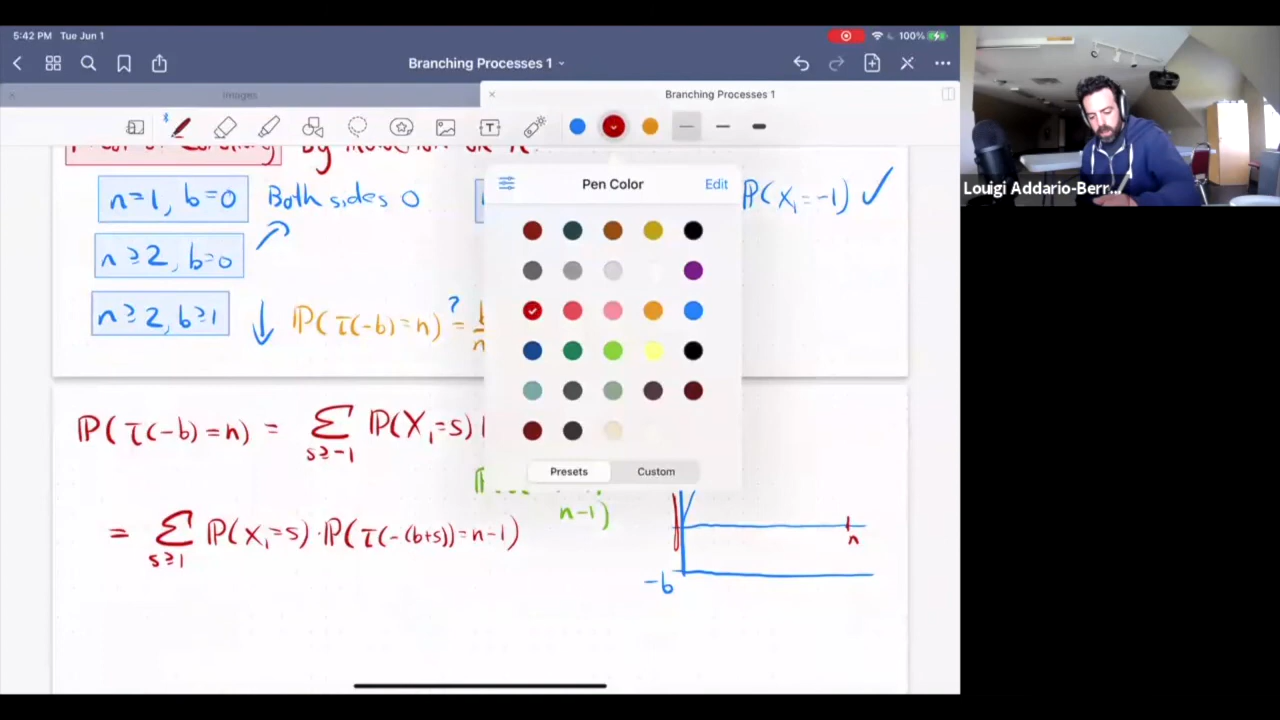 5:42 PM Tue Jun 1
100%
Branching Processes 1
Images
Branching Processes 1
By
n=1, b=0 Both sides 0 P(X₁=-1) ✓
n≥2, b=0
n≥2, b≥1 P(τ(-b)=n) ?=
Pen Color
Edit
Presets
Custom
P(τ(-b)=n) = Σ P(X₁=s)
s≥-1
n-1)
= Σ P(X₁=s)·P(τ(-(b+s))=n-1)
s≥1
n
-b
Louigi Addario-Berr...